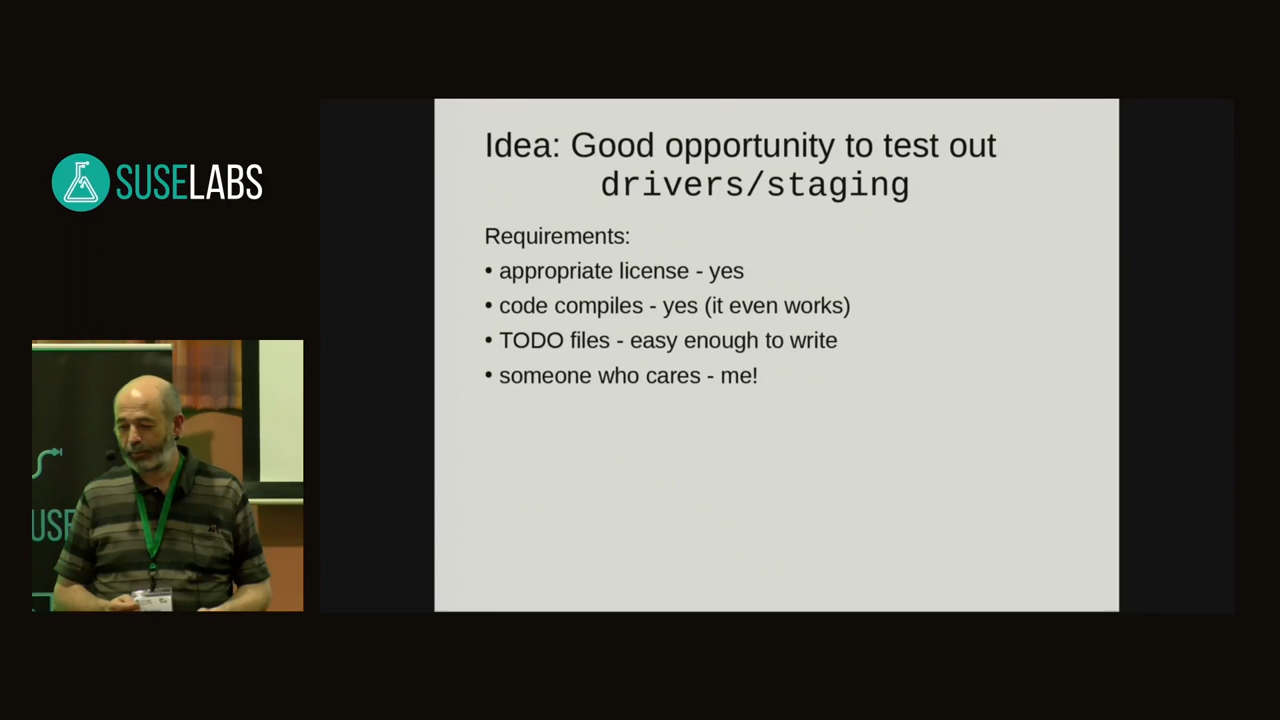 SUSELABS
Idea: Good opportunity to test out
drivers/staging
Requirements:
• appropriate license - yes
• code compiles - yes (it even works)
• TODO files - easy enough to write
• someone who cares - me!
USE